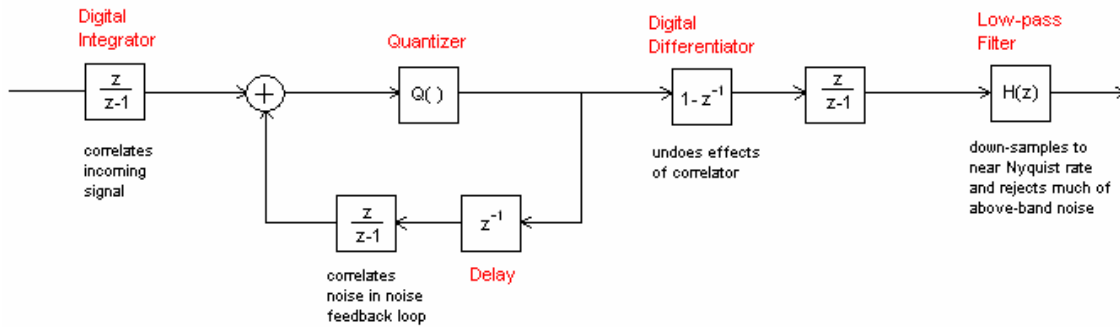 Digital
Integrator
z
z-1
correlates
incoming
signal
+
Quantizer
Q( )
z
z-1
correlates
noise in noise
feedback loop
z⁻¹
Delay
Digital
Differentiator
1 - z⁻¹
undoes effects
of correlator
z
z-1
Low-pass
Filter
H(z)
down-samples to
near Nyquist rate
and rejects much of
above-band noise